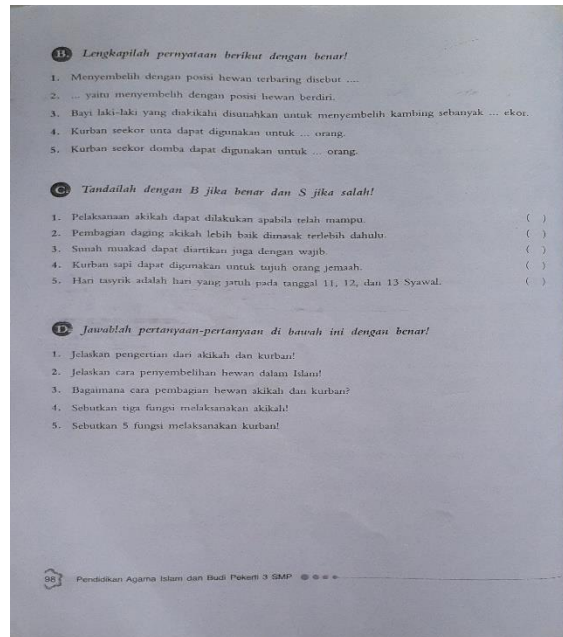 B. Lengkapilah pernyataan berikut dengan benar!
1. Menyembelih dengan posisi hewan terbaring disebut ....
2. ... yaitu menyembelih dengan posisi hewan berdiri.
3. Bayi laki-laki yang diakikahi disunahkan untuk menyembelih kambing sebanyak ... ekor.
4. Kurban seekor unta dapat digunakan untuk ... orang.
5. Kurban seekor domba dapat digunakan untuk ... orang.
C. Tandailah dengan B jika benar dan S jika salah!
1. Pelaksanaan akikah dapat dilakukan apabila telah mampu. ( )
2. Pembagian daging akikah lebih baik dimasak terlebih dahulu. ( )
3. Sunah muakad dapat diartikan juga dengan wajib. ( )
4. Kurban sapi dapat digunakan untuk tujuh orang jemaah. ( )
5. Hari tasyrik adalah hari yang jatuh pada tanggal 11, 12, dan 13 Syawal. ( )
D. Jawablah pertanyaan-pertanyaan di bawah ini dengan benar!
1. Jelaskan pengertian dari akikah dan kurban!
2. Jelaskan cara penyembelihan hewan dalam Islam!
3. Bagaimana cara pembagian hewan akikah dan kurban?
4. Sebutkan tiga fungsi melaksanakan akikah!
5. Sebutkan 5 fungsi melaksanakan kurban!
98 Pendidikan Agama Islam dan Budi Pekerti 3 SMP